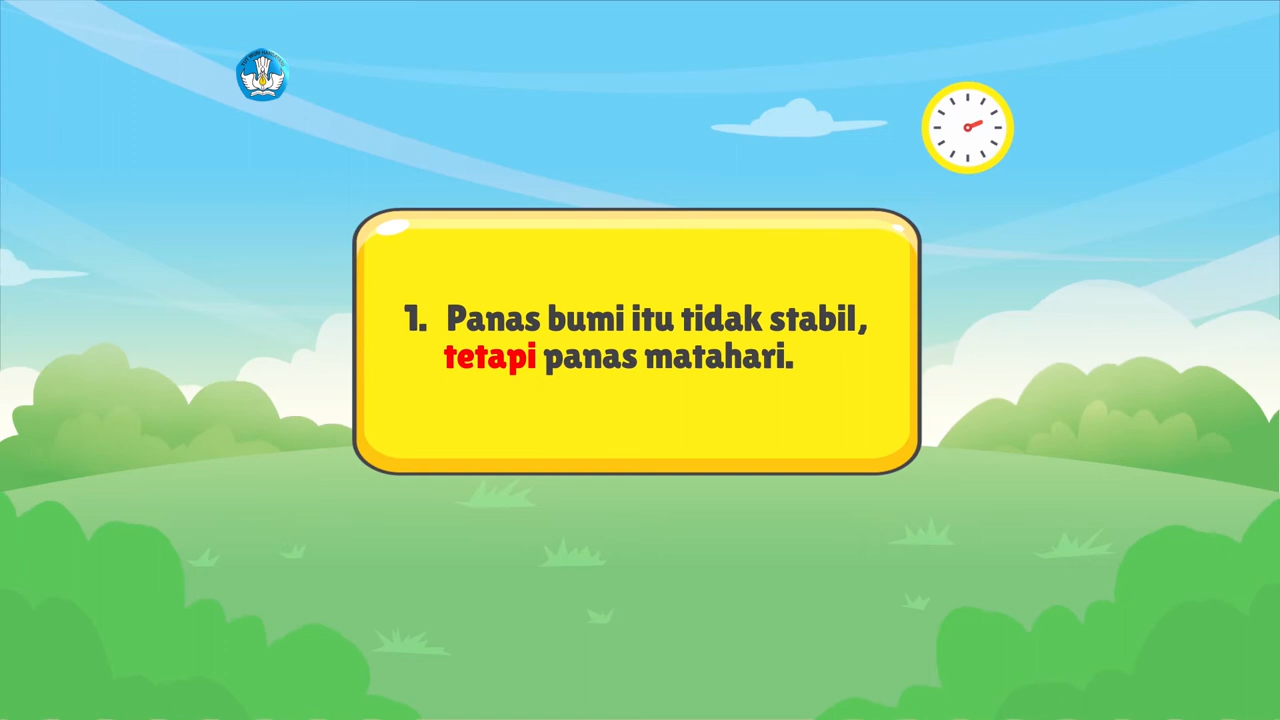 1. Panas bumi itu tidak stabil,
tetapi panas matahari.